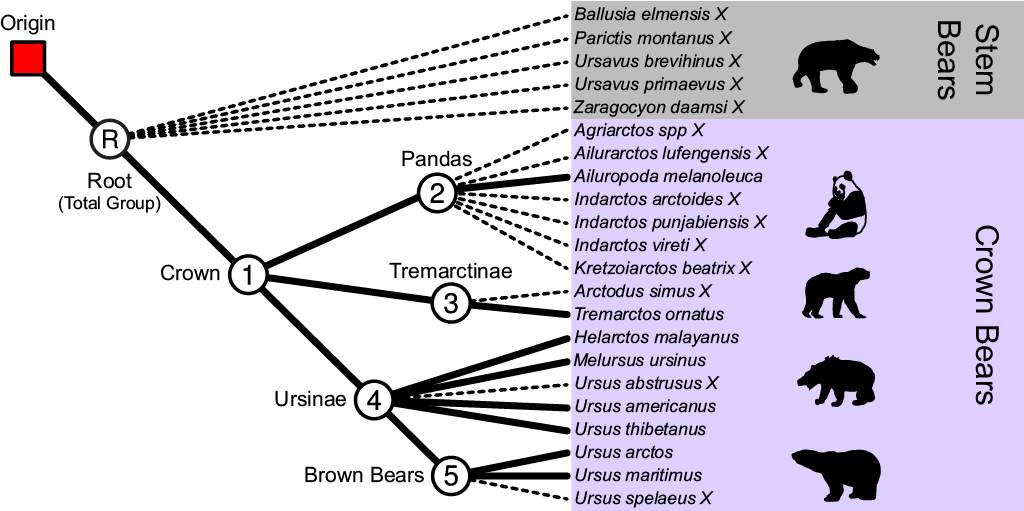 Origin
R
Root
(Total Group)
Crown
1
Pandas
2
Tremarctinae
3
Ursinae
4
Brown Bears
5
Ballusia elmensis X
Parictis montanus X
Ursavus brevihinus X
Ursavus primaevus X
Zaragocyon daamsi X
Agriarctos spp X
Ailurarctos lufengensis X
Ailuropoda melanoleuca
Indarctos arctoides X
Indarctos punjabiensis X
Indarctos vireti X
Kretzoiarctos beatrix X
Arctodus simus X
Tremarctos ornatus
Helarctos malayanus
Melursus ursinus
Ursus abstrusus X
Ursus americanus
Ursus thibetanus
Ursus arctos
Ursus maritimus
Ursus spelaeus X
Stem
Bears
Crown Bears